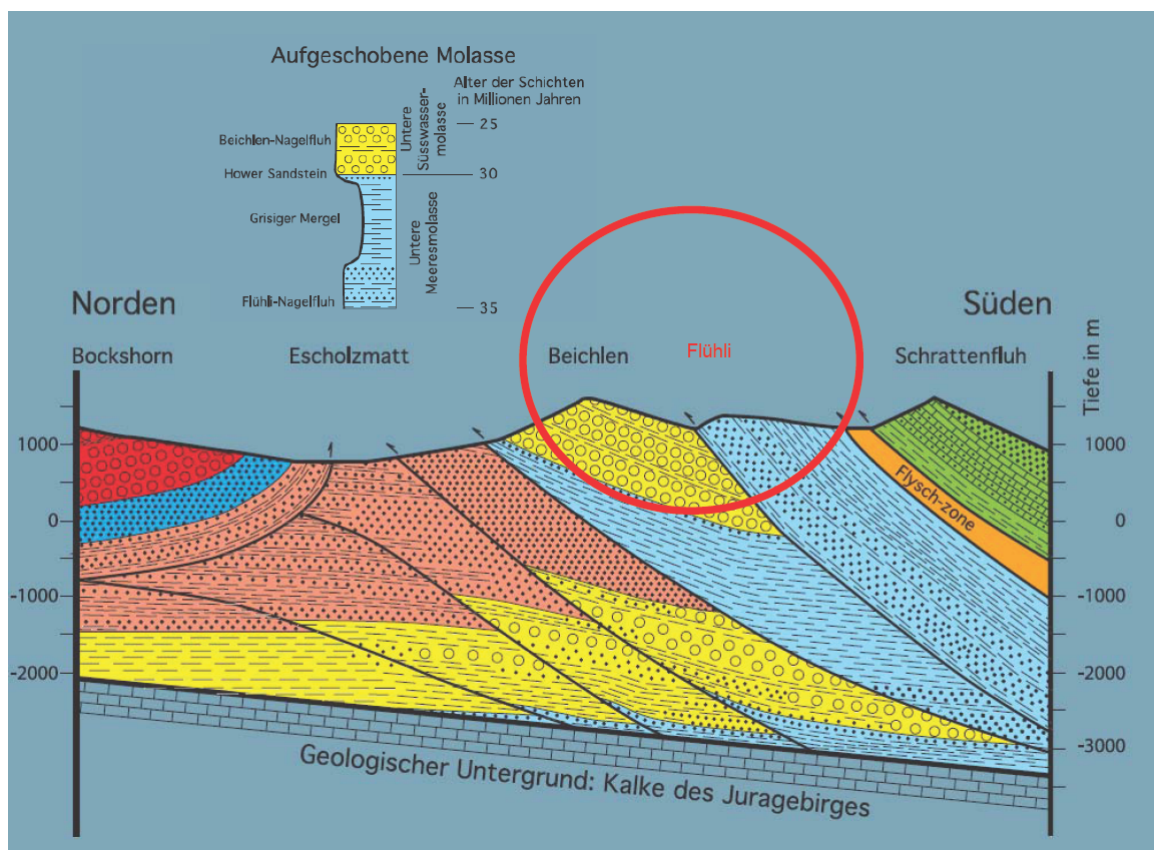 Aufgeschobene Molasse
Alter der Schichten
in Millionen Jahren
Untere
Süsswasser-
molasse
25
Beichlen-Nagelfluh
Hower Sandstein
30
Grisiger Mergel
Untere
Meeresmolasse
Flühli-Nagelfluh
35
Norden
Süden
Bockshorn
Escholzmatt
Beichlen
Flühli
Schrattenfluh
Tiefe in m
1000
0
-1000
-2000
1000
0
-1000
-2000
-3000
Flysch-zone
Geologischer Untergrund: Kalke des Juragebirges